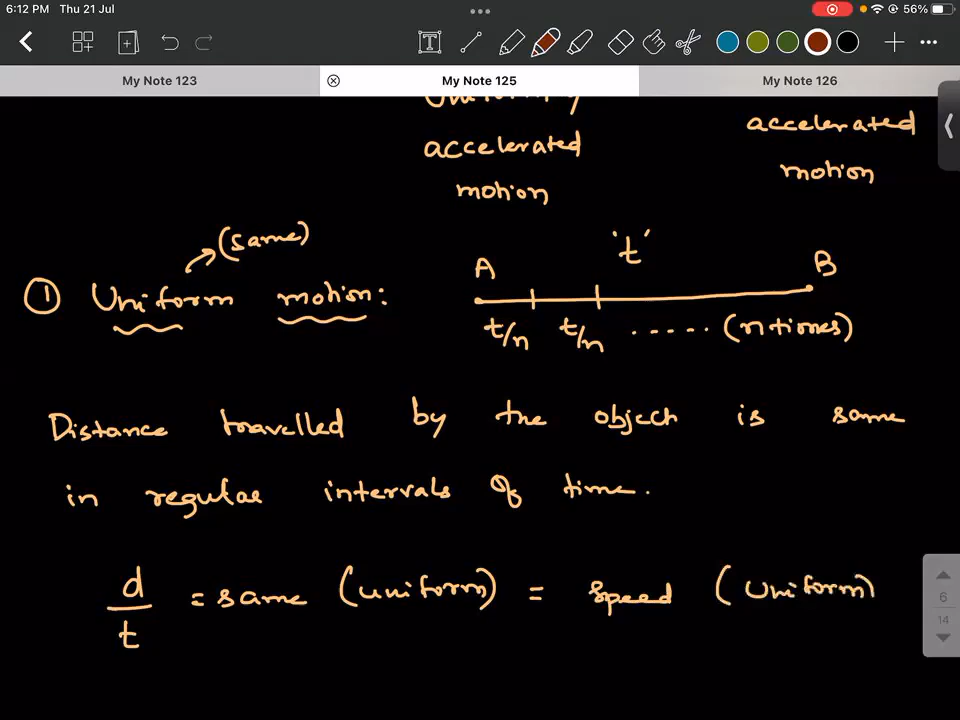 6:12 PM Thu 21 Jul
56%
My Note 123
My Note 125
My Note 126
Uniformly
accelerated
motion
accelerated
motion
(same)
① Uniform motion:
't'
A B
t/n t/n ..... (n times)
Distance travelled by the object is same
in regular intervals of time.
d/t = same (uniform) = speed (Uniform)
6
14